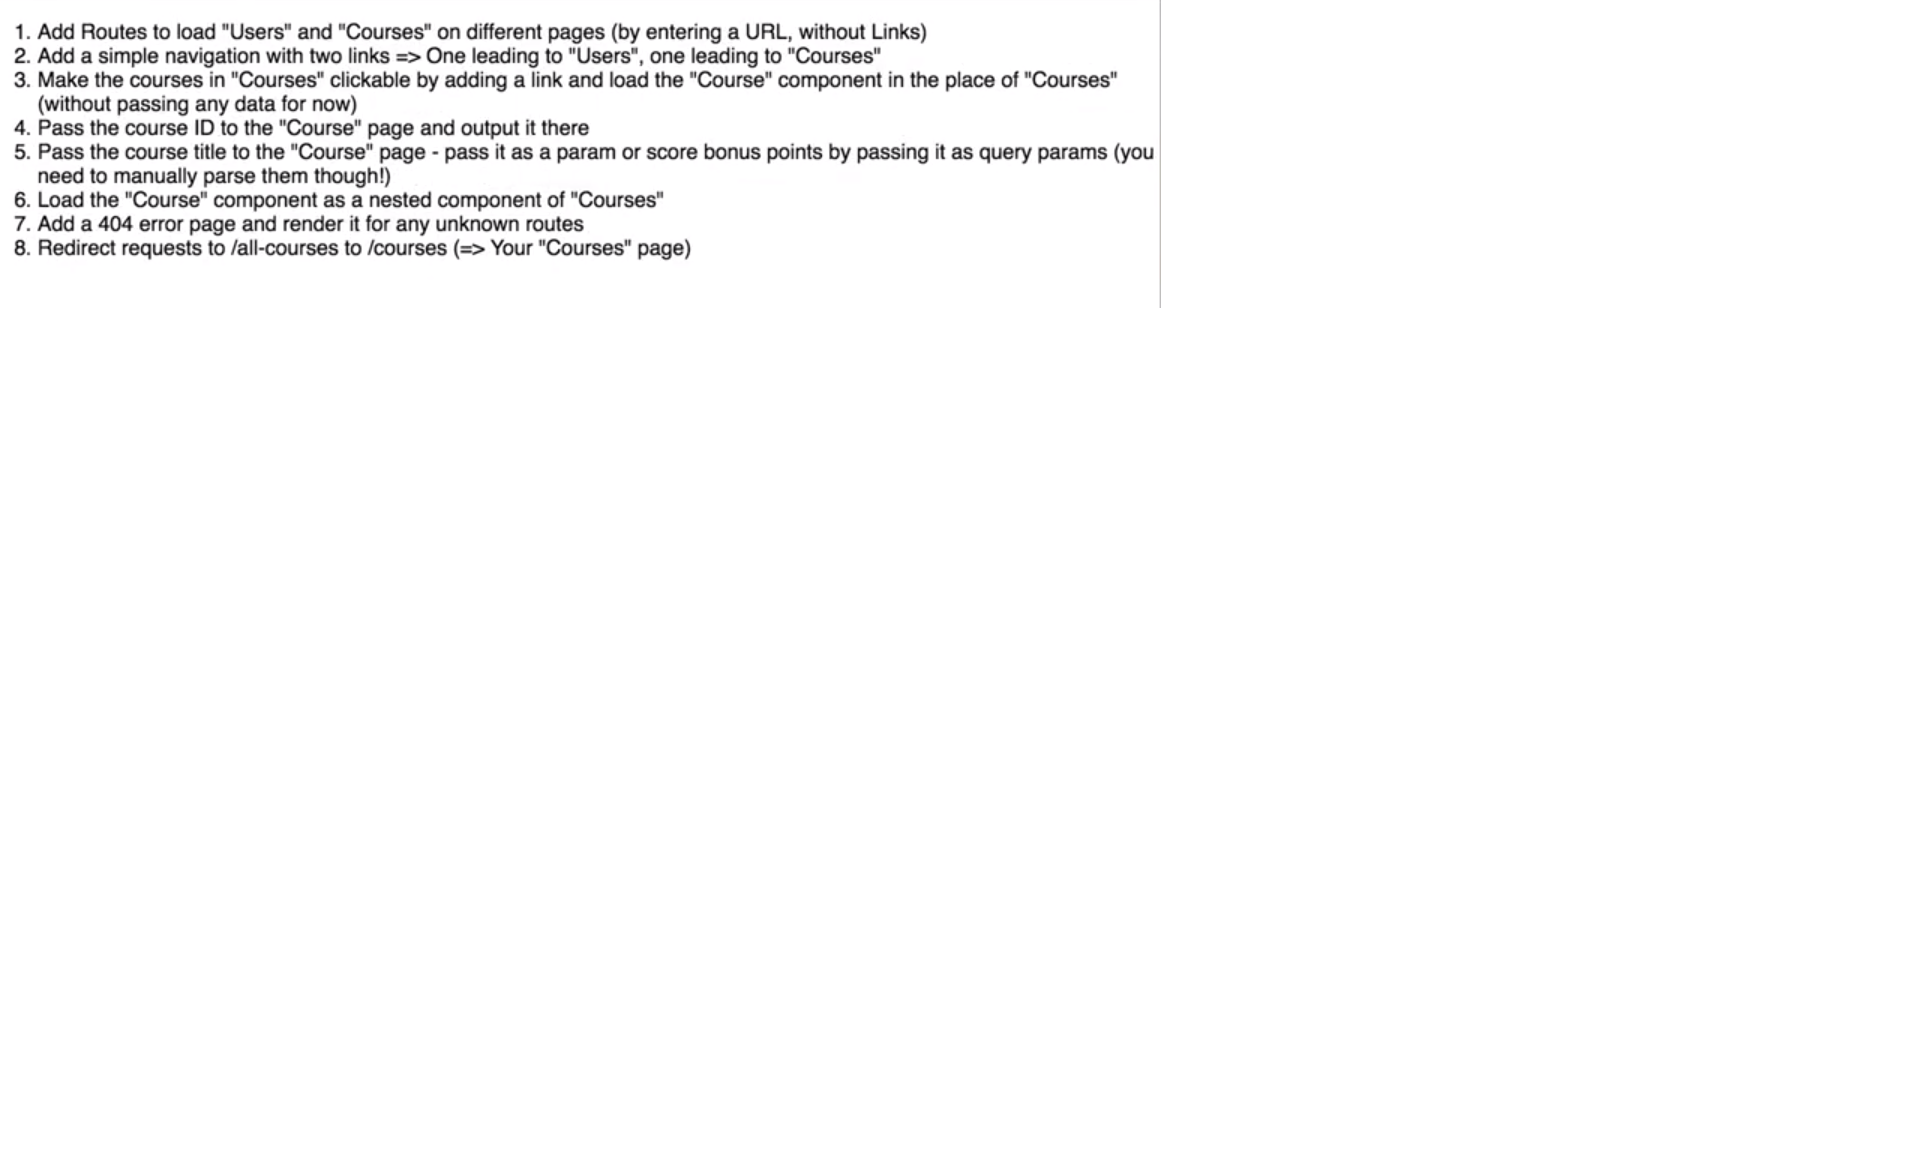 1. Add Routes to load "Users" and "Courses" on different pages (by entering a URL, without Links)
2. Add a simple navigation with two links => One leading to "Users", one leading to "Courses"
3. Make the courses in "Courses" clickable by adding a link and load the "Course" component in the place of "Courses"
(without passing any data for now)
4. Pass the course ID to the "Course" page and output it there
5. Pass the course title to the "Course" page - pass it as a param or score bonus points by passing it as query params (you
need to manually parse them though!)
6. Load the "Course" component as a nested component of "Courses"
7. Add a 404 error page and render it for any unknown routes
8. Redirect requests to /all-courses to /courses (=> Your "Courses" page)